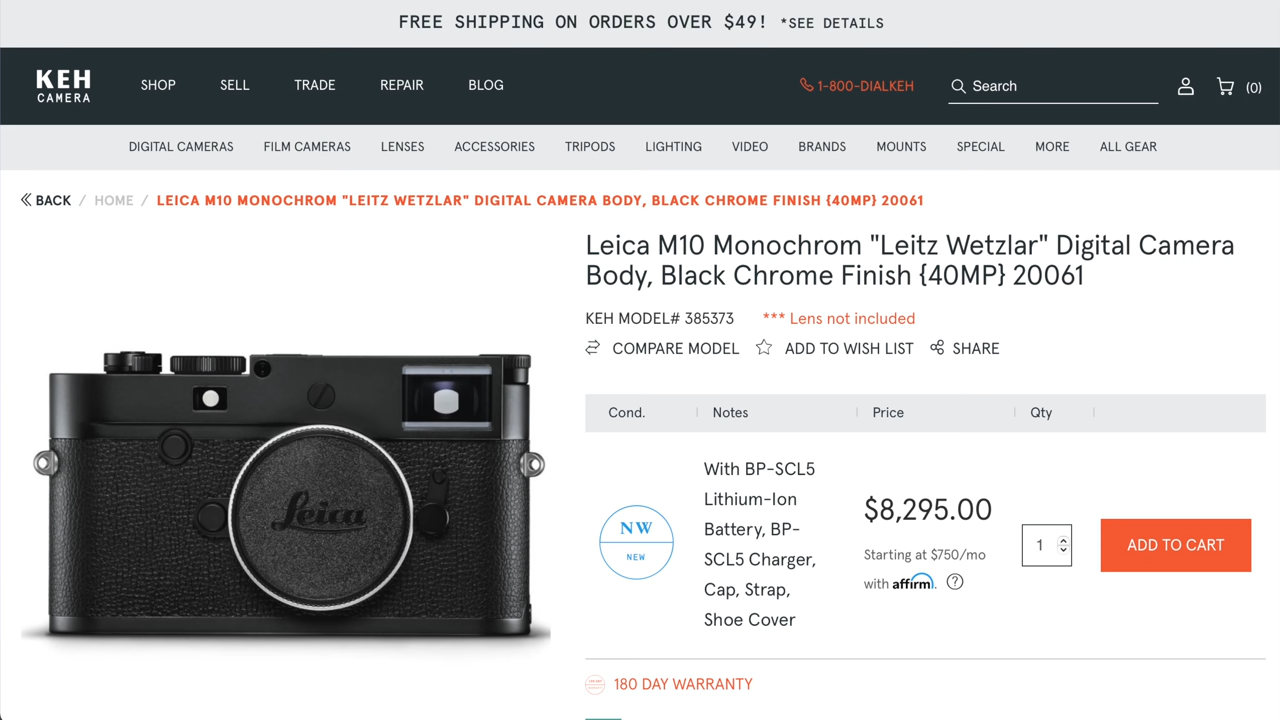 FREE SHIPPING ON ORDERS OVER $49! *SEE DETAILS
KEH
CAMERA
SHOP SELL TRADE REPAIR BLOG
1-800-DIALKEH
Search
(0)
DIGITAL CAMERAS FILM CAMERAS LENSES ACCESSORIES TRIPODS LIGHTING VIDEO BRANDS MOUNTS SPECIAL MORE ALL GEAR
BACK / HOME / LEICA M10 MONOCHROM "LEITZ WETZLAR" DIGITAL CAMERA BODY, BLACK CHROME FINISH {40MP} 20061
Leica M10 Monochrom "Leitz Wetzlar" Digital Camera
Body, Black Chrome Finish {40MP} 20061
KEH MODEL# 385373 *** Lens not included
COMPARE MODEL ADD TO WISH LIST SHARE
Leica
Cond. Notes Price Qty
NW
NEW
With BP-SCL5
Lithium-Ion
Battery, BP-
SCL5 Charger,
Cap, Strap,
Shoe Cover
$8,295.00
Starting at $750/mo
with affirm. ?
1
ADD TO CART
180 DAY WARRANTY